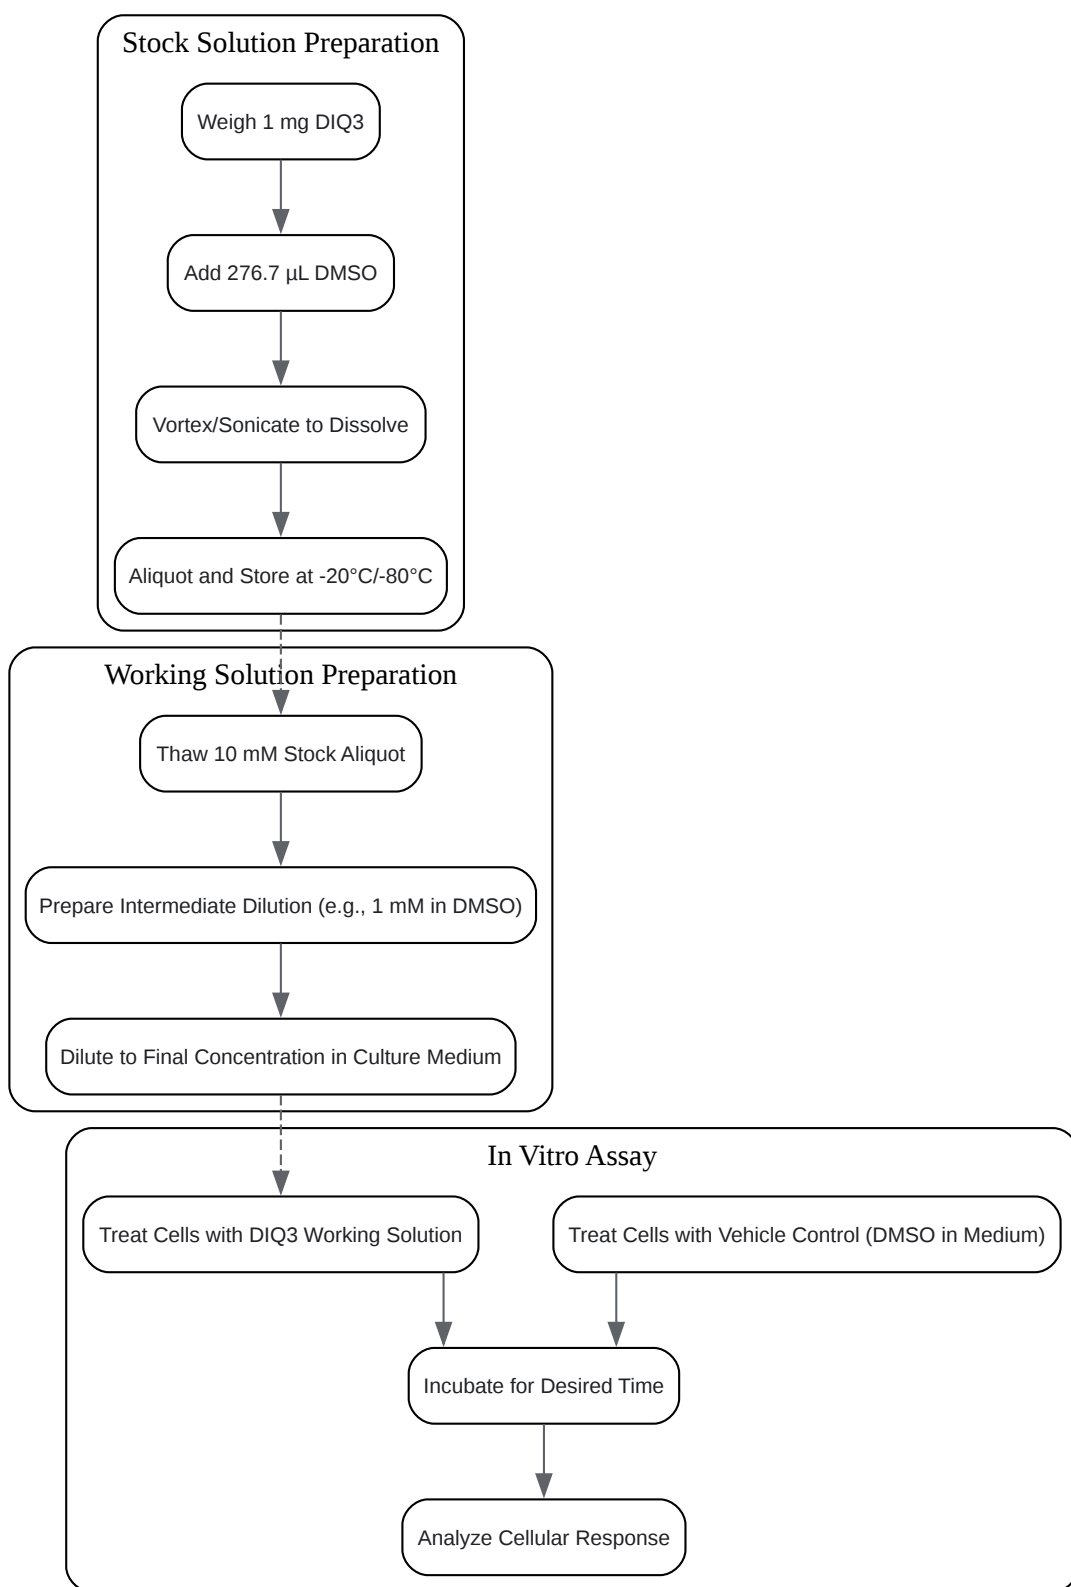 Stock Solution Preparation
Weigh 1 mg DIQ3
Add 276.7 µL DMSO
Vortex/Sonicate to Dissolve
Aliquot and Store at -20°C/-80°C
Working Solution Preparation
Thaw 10 mM Stock Aliquot
Prepare Intermediate Dilution (e.g., 1 mM in DMSO)
Dilute to Final Concentration in Culture Medium
In Vitro Assay
Treat Cells with DIQ3 Working Solution
Treat Cells with Vehicle Control (DMSO in Medium)
Incubate for Desired Time
Analyze Cellular Response